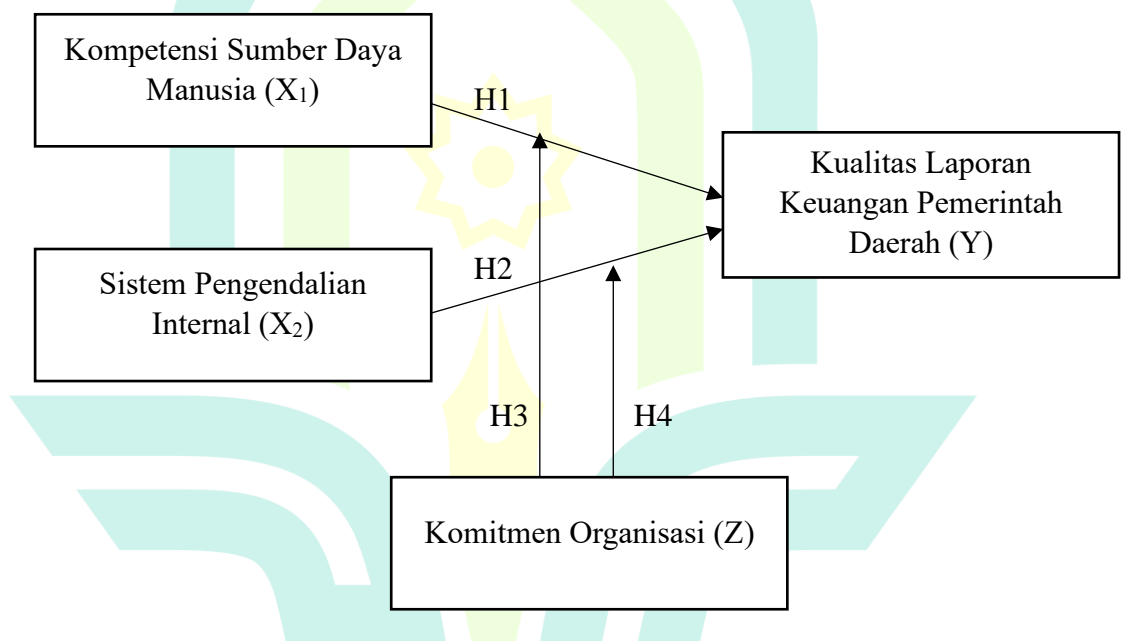 Kompetensi Sumber Daya
Manusia (X₁)
H1
Kualitas Laporan
Keuangan Pemerintah
Daerah (Y)
H2
Sistem Pengendalian
Internal (X₂)
H3
H4
Komitmen Organisasi (Z)